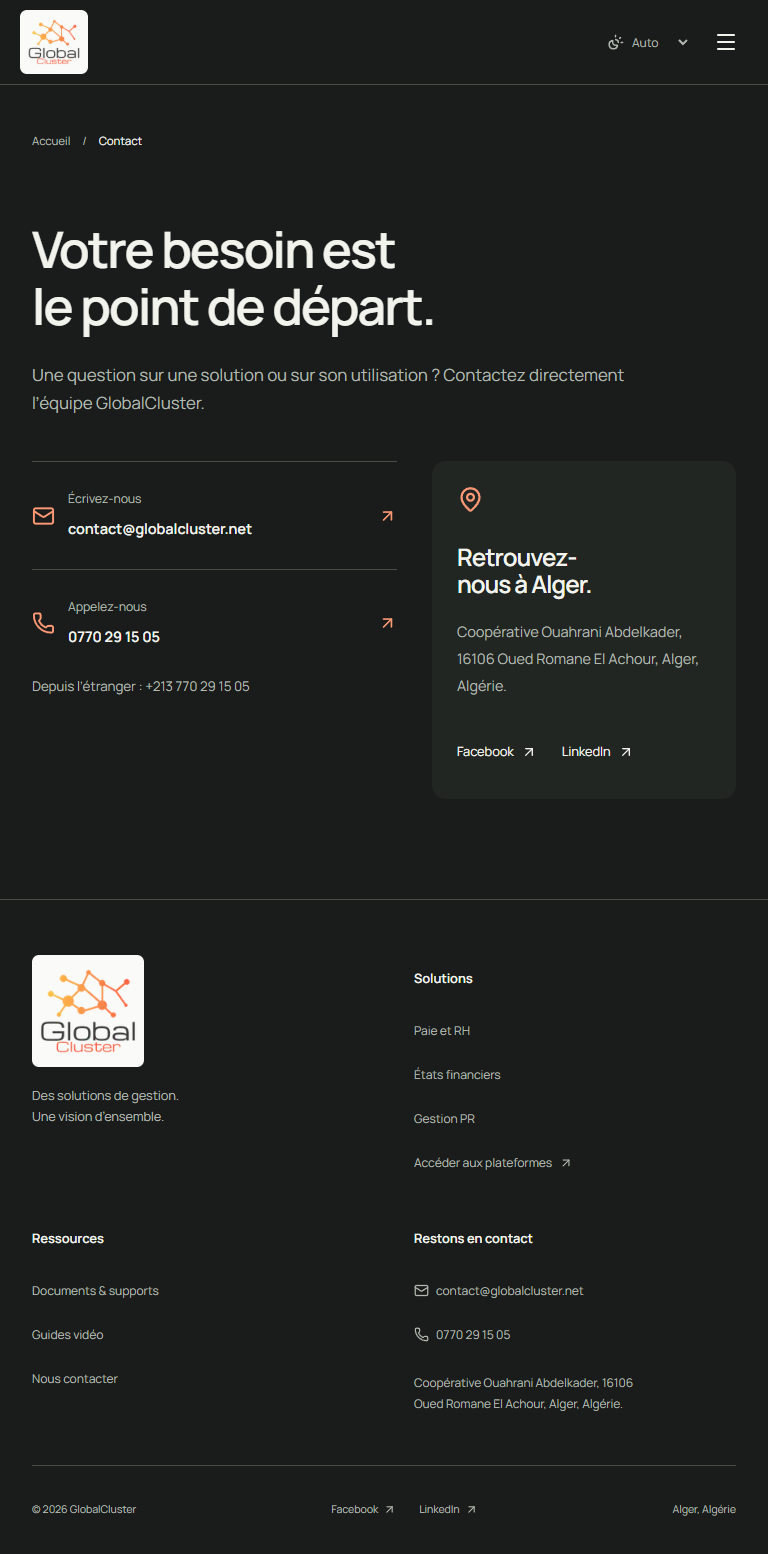 Global
Cluster
Auto
Accueil / Contact
Votre besoin est
le point de départ.
Une question sur une solution ou sur son utilisation ? Contactez directement
l'équipe GlobalCluster.
Écrivez-nous
contact@globalcluster.net
Appelez-nous
0770 29 15 05
Depuis l'étranger : +213 770 29 15 05
Retrouvez-
nous à Alger.
Coopérative Ouahrani Abdelkader,
16106 Oued Romane El Achour, Alger,
Algérie.
Facebook LinkedIn
Global
Cluster
Des solutions de gestion.
Une vision d'ensemble.
Solutions
Paie et RH
États financiers
Gestion PR
Accéder aux plateformes
Ressources
Documents & supports
Guides vidéo
Nous contacter
Restons en contact
contact@globalcluster.net
0770 29 15 05
Coopérative Ouahrani Abdelkader, 16106
Oued Romane El Achour, Alger, Algérie.
© 2026 GlobalCluster
Facebook LinkedIn
Alger, Algérie